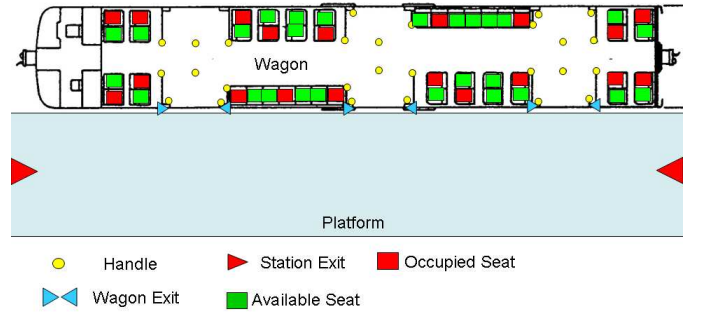 Wagon
Platform
Handle
Station Exit
Occupied Seat
Wagon Exit
Available Seat